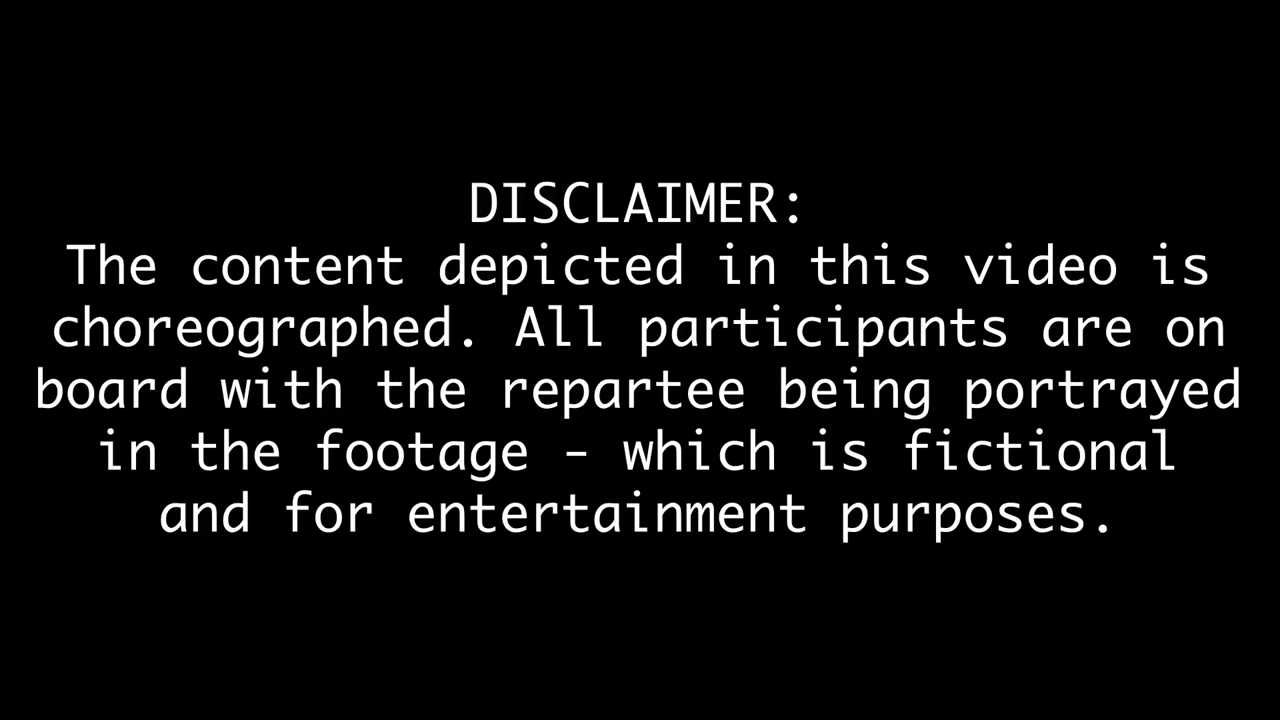 DISCLAIMER:
The content depicted in this video is
choreographed. All participants are on
board with the repartee being portrayed
in the footage - which is fictional
and for entertainment purposes.